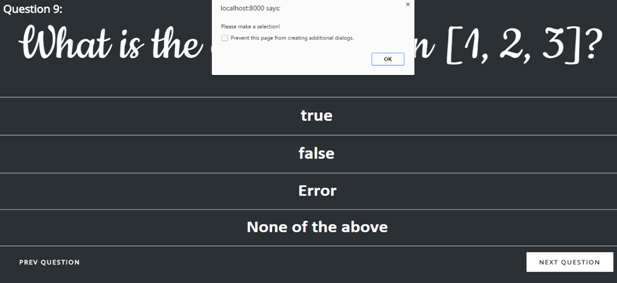 Question 9:
What is the n [1, 2, 3]?
localhost:8000 says:
Please make a selection!
Prevent this page from creating additional dialogs.
OK
true
false
Error
None of the above
PREV QUESTION
NEXT QUESTION